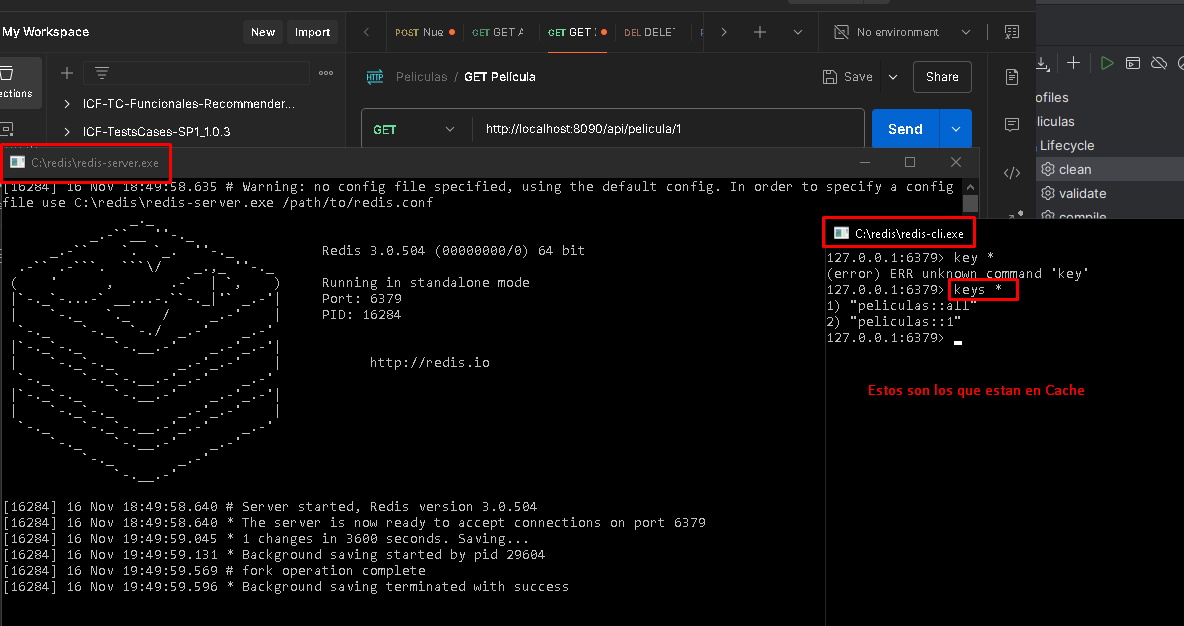 My Workspace
New
Import
POST Nue
GET GET A
GET GET :
DEL DELET
No environment
HTTP Peliculas / GET Película
Save
Share
ections
ICF-TC-Funcionales-Recommender...
ICF-TestsCases-SP1_1.0.3
GET
http://localhost:8090/api/pelicula/1
Send
ofiles
liculas
Lifecycle
clean
validate
compile
C:\redis\redis-server.exe
[16284] 16 Nov 18:49:58.635 # Warning: no config file specified, using the default config. In order to specify a config
file use C:\redis\redis-server.exe /path/to/redis.conf
Redis 3.0.504 (00000000/0) 64 bit
Running in standalone mode
Port: 6379
PID: 16284
http://redis.io
[16284] 16 Nov 18:49:58.640 # Server started, Redis version 3.0.504
[16284] 16 Nov 18:49:58.640 * The server is now ready to accept connections on port 6379
[16284] 16 Nov 19:49:59.045 * 1 changes in 3600 seconds. Saving...
[16284] 16 Nov 19:49:59.131 * Background saving started by pid 29604
[16284] 16 Nov 19:49:59.569 # fork operation complete
[16284] 16 Nov 19:49:59.596 * Background saving terminated with success
C:\redis\redis-cli.exe
127.0.0.1:6379> key *
(error) ERR unknown command 'key'
127.0.0.1:6379> keys *
1) "peliculas::all"
2) "peliculas::1"
127.0.0.1:6379>
Estos son los que estan en Cache